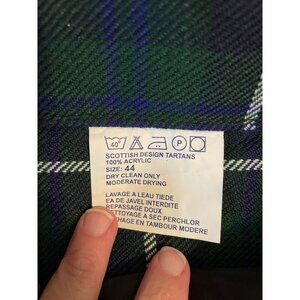 40°
P
SCOTTISH DESIGN TARTANS
100% ACRYLIC
SIZE: 44
DRY CLEAN ONLY
MODERATE DRYING
LAVAGE A LEAU TIEDE
EAU DE JAVEL INTERDITE
REPASSAGE DOUX
NETTOYAGE A SEC PERCHLOR
SECHAGE EN TAMBOUR MODERE